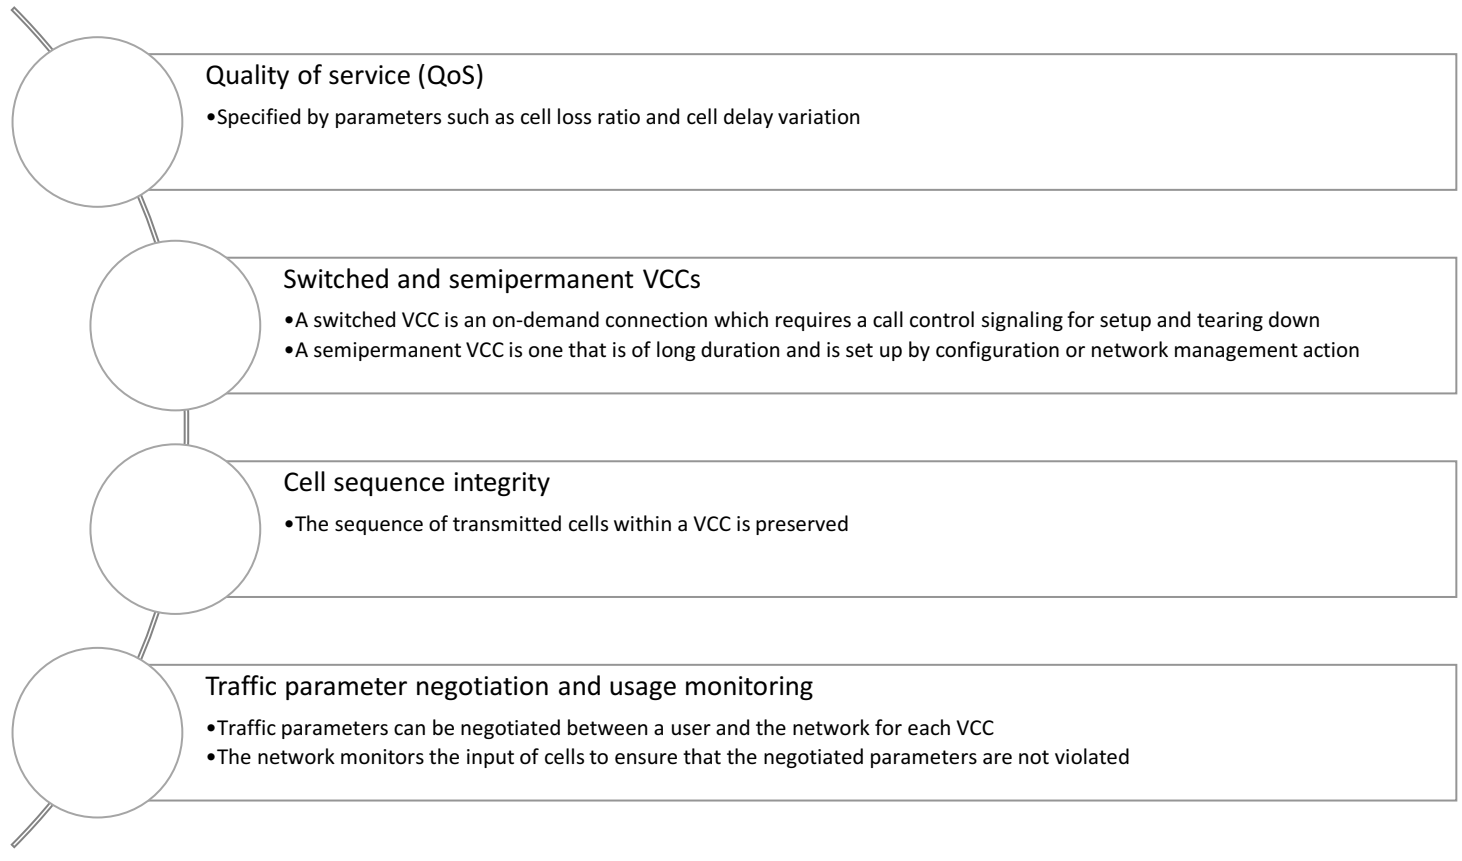 Quality of service (QoS)
•Specified by parameters such as cell loss ratio and cell delay variation
Switched and semipermanent VCCs
•A switched VCC is an on-demand connection which requires a call control signaling for setup and tearing down
•A semipermanent VCC is one that is of long duration and is set up by configuration or network management action
Cell sequence integrity
•The sequence of transmitted cells within a VCC is preserved
Traffic parameter negotiation and usage monitoring
•Traffic parameters can be negotiated between a user and the network for each VCC
•The network monitors the input of cells to ensure that the negotiated parameters are not violated